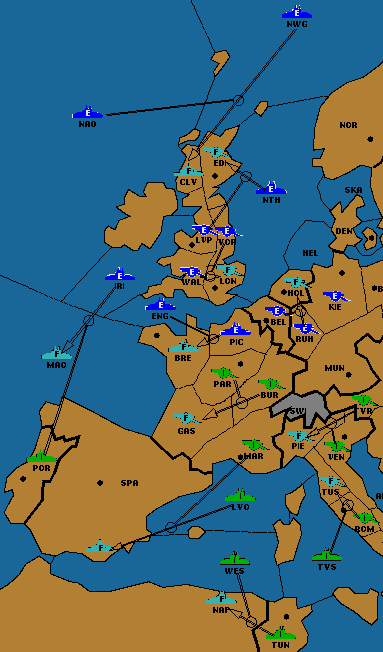 E
NWG
E
NAO
NOR
F
EDI
F
CLV
E
NTH
SKA
DEN
E
LVP
E
YOR
HEL
E
IRI
E
WAL
F
LON
F
HOL
E
KIE
B
E
ENG
E
BEL
E
PIC
E
RUH
F
MAO
F
BRE
I
PAR
I
BUR
MUN
I
TYR
SW
F
GAS
F
PIE
I
VEN
I
MAR
I
POR
SPA
F
TUS
I
LYO
I
ROM
F
I
WES
I
TYS
F
NAF
I
TUN